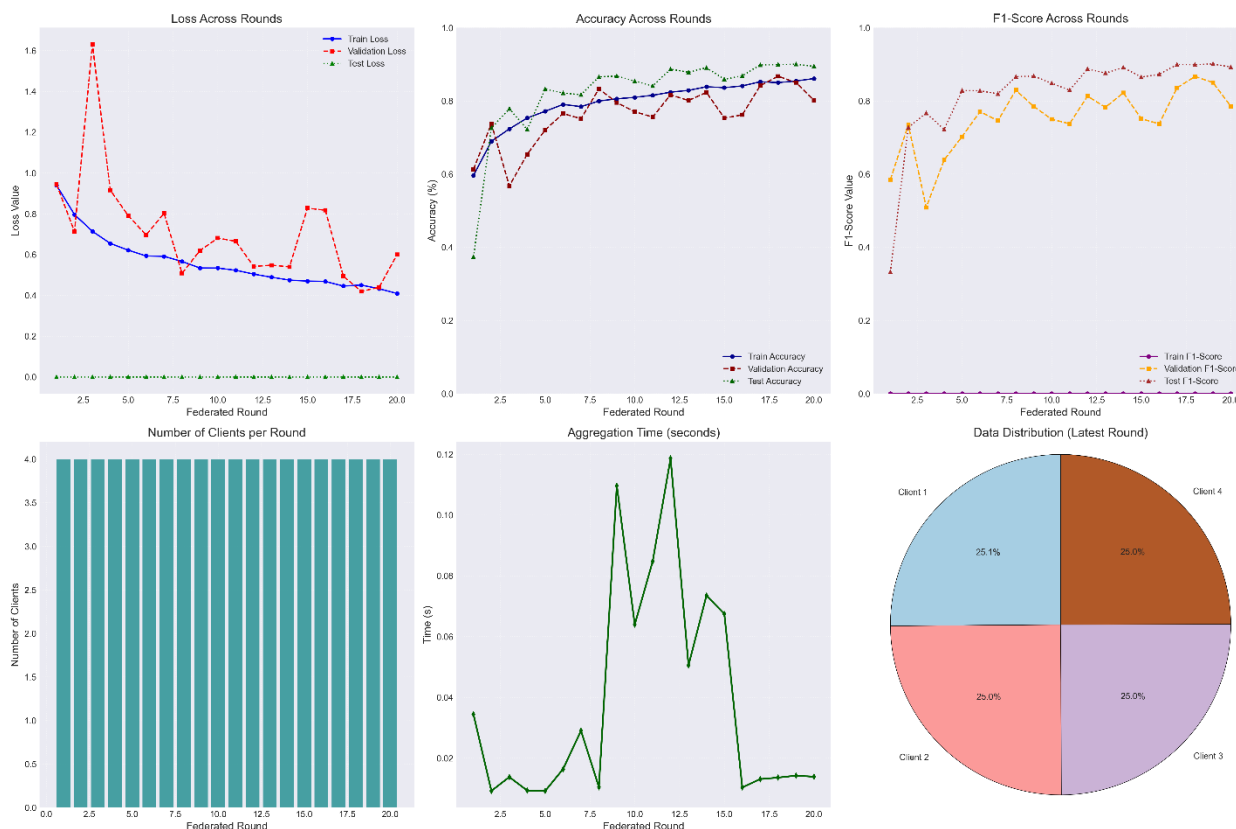 Loss Across Rounds
Train Loss
Validation Loss
Test Loss
1.6
1.4
1.2
1.0
0.8
0.6
0.4
0.2
0.0
Loss Value
2.5 5.0 7.5 10.0 12.5 15.0 17.5 20.0
Federated Round
Accuracy Across Rounds
1.0
0.8
0.6
0.4
0.2
0.0
Accuracy (%)
Train Accuracy
Validation Accuracy
Test Accuracy
2.5 5.0 7.5 10.0 12.5 15.0 17.5 20.0
Federated Round
F1-Score Across Rounds
1.0
0.8
0.6
0.4
0.2
0.0
F1-Score Value
Train F1-Score
Validation F1-Score
Test F1-Score
2.5 5.0 7.5 10.0 12.5 15.0 17.5 20.0
Federated Round
Number of Clients per Round
4.0
3.5
3.0
2.5
2.0
1.5
1.0
0.5
0.0
Number of Clients
0.0 2.5 5.0 7.5 10.0 12.5 15.0 17.5 20.0
Federated Round
Aggregation Time (seconds)
0.12
0.10
0.08
0.06
0.04
0.02
Time (s)
2.5 5.0 7.5 10.0 12.5 15.0 17.5 20.0
Federated Round
Data Distribution (Latest Round)
Client 1
Client 4
25.1%
25.0%
25.0%
25.0%
Client 2
Client 3